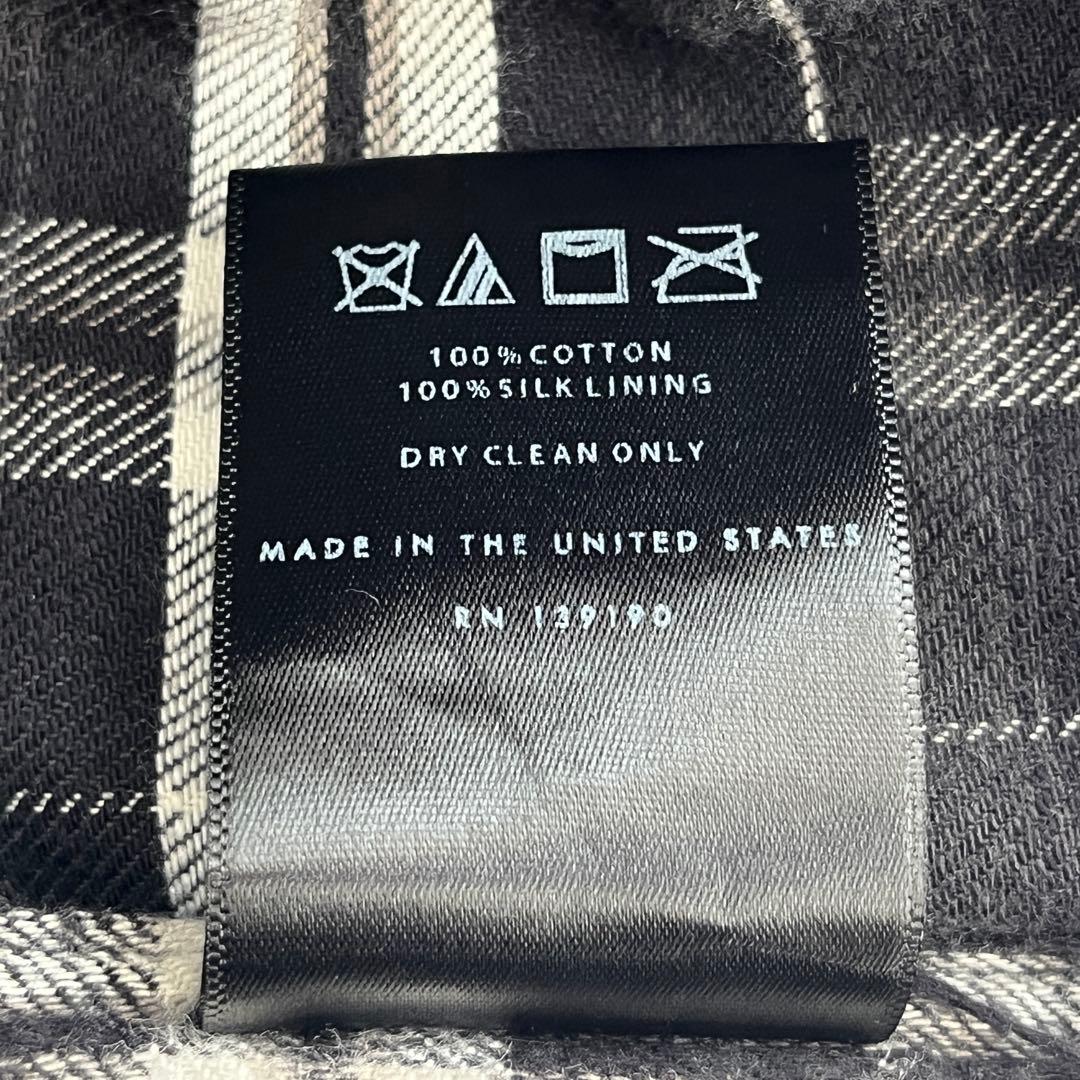 100% COTTON
100% SILK LINING
DRY CLEAN ONLY
MADE IN THE UNITED STATES
RN 139190